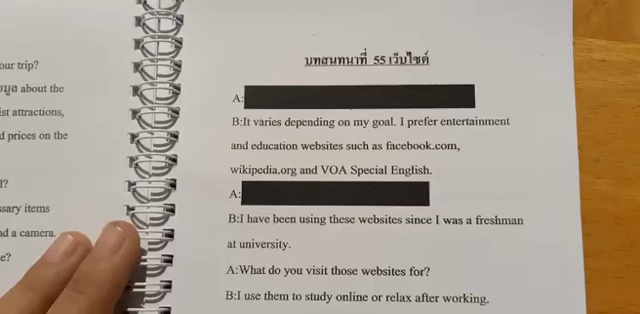 our trip?
มูล about the
ist attractions,
d prices on the
l?
ssary items
nd a camera.
e?
บทสนทนาที่ 55 เว็บไซต์
A:
B:It varies depending on my goal. I prefer entertainment
and education websites such as facebook.com,
wikipedia.org and VOA Special English.
A:
B:I have been using these websites since I was a freshman
at university.
A:What do you visit those websites for?
B:I use them to study online or relax after working.